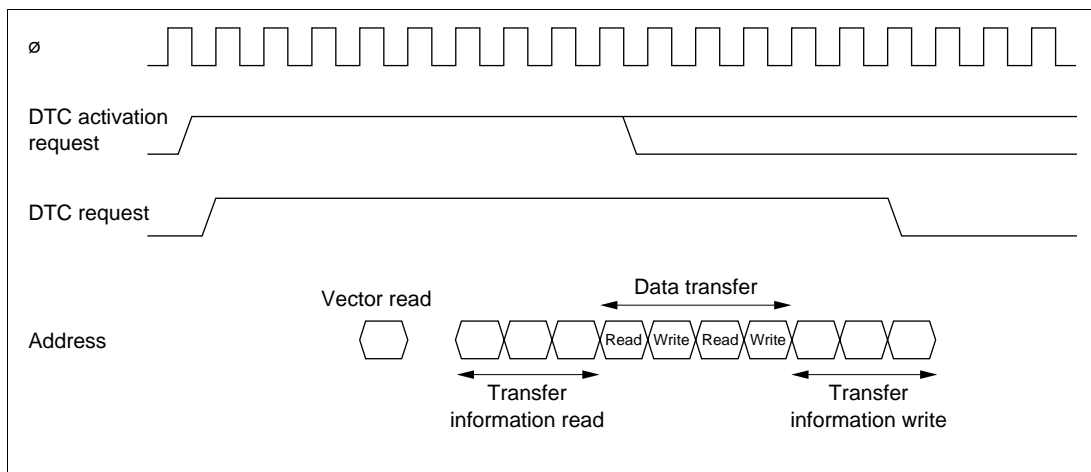 ø
DTC activation
request
DTC request
Data transfer
Vector read
Address
Read Write Read Write
Transfer
information read
Transfer
information write